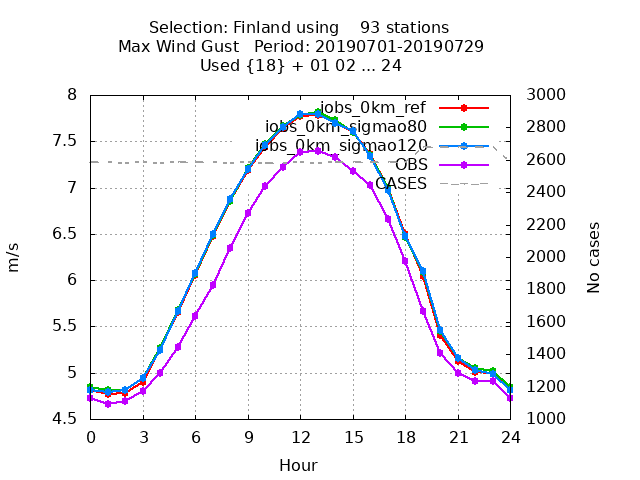 Selection: Finland using    93 stations
Max Wind Gust   Period: 20190701-20190729
Used {18} + 01 02 ... 24
8
7.5
7
6.5
6
5.5
5
4.5
3000
2800
2600
2400
2200
2000
1800
1600
1400
1200
1000
iobs_0km_ref
iobs_0km_sigmao80
iobs_0km_sigmao120
OBS
CASES
m/s
No cases
0 3 6 9 12 15 18 21 24
Hour